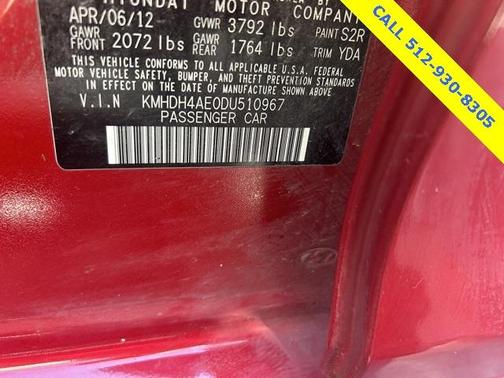 HYUNDAI MOTOR COMPANY
APR/06/12 GVWR 3792 lbs PAINT S2R
GAWR FRONT 2072 lbs GAWR REAR 1764 lbs TRIM YDA
THIS VEHICLE CONFORMS TO ALL APPLICABLE U.S.A. FEDERAL
MOTOR VEHICLE SAFETY, BUMPER, AND THEFT PREVENTION STANDARDS
IN EFFECT ON THE DATE OF MANUFACTURE SHOWN ABOVE.
V.I.N KMHDH4AE0DU510967
PASSENGER CAR
CALL 512-930-8305